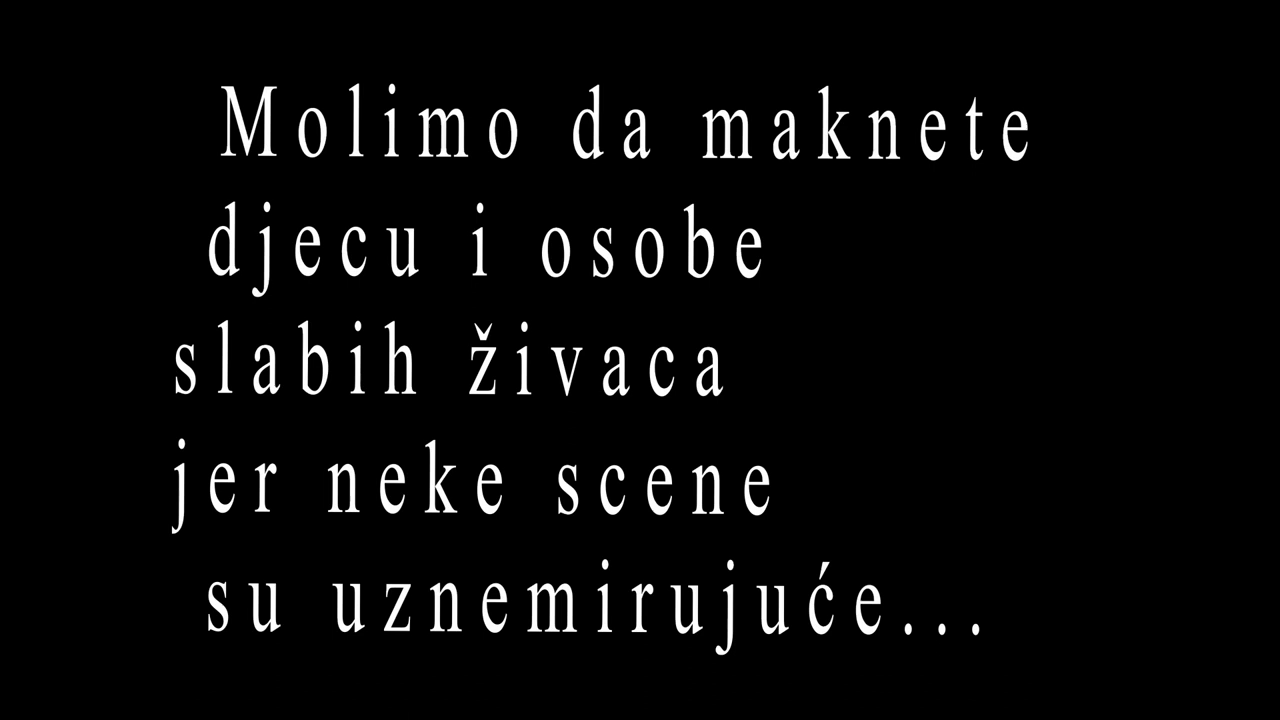 Molimo da maknete
djecu i osobe
slabih živaca
jer neke scene
su uznemirujuće...